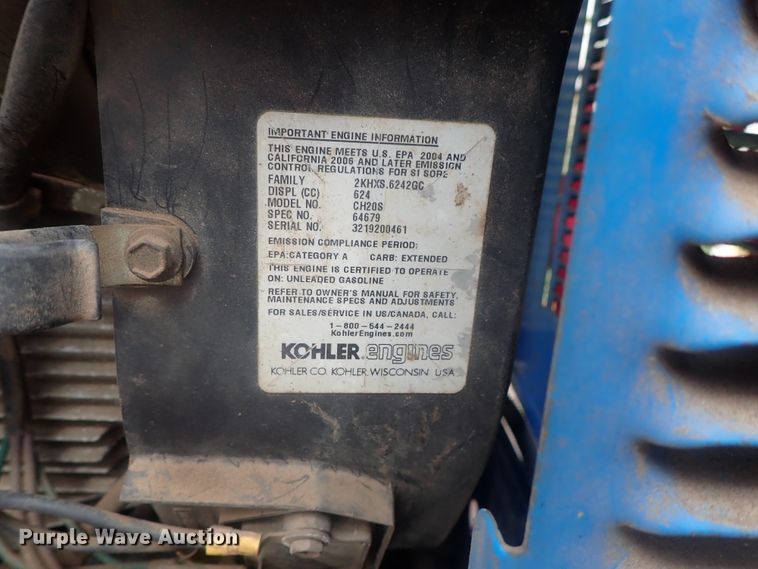 IMPORTANT ENGINE INFORMATION
THIS ENGINE MEETS U.S. EPA 2004 AND
CALIFORNIA 2006 AND LATER EMISSION
CONTROL REGULATIONS FOR SI SORE
FAMILY 2KHXS.6242GC
DISPL (CC) 624
MODEL NO. CH20S
SPEC NO. 64679
SERIAL NO. 3219200461
EMISSION COMPLIANCE PERIOD:
EPA:CATEGORY A CARB: EXTENDED
THIS ENGINE IS CERTIFIED TO OPERATE
ON: UNLEADED GASOLINE
REFER TO OWNER'S MANUAL FOR SAFETY,
MAINTENANCE SPECS AND ADJUSTMENTS
FOR SALES/SERVICE IN US/CANADA, CALL:
1-800-544-2444
KohlerEngines.com
KOHLER engines
KOHLER CO. KOHLER, WISCONSIN USA
Purple Wave Auction